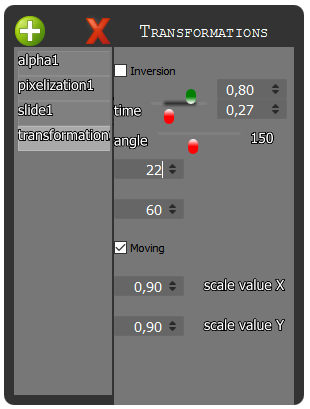 Transformations
alpha1
pixelization1
slide1
transformation
Inversion
0,80
time
0,27
angle
150
22
60
Moving
0,90
scale value X
0,90
scale value Y